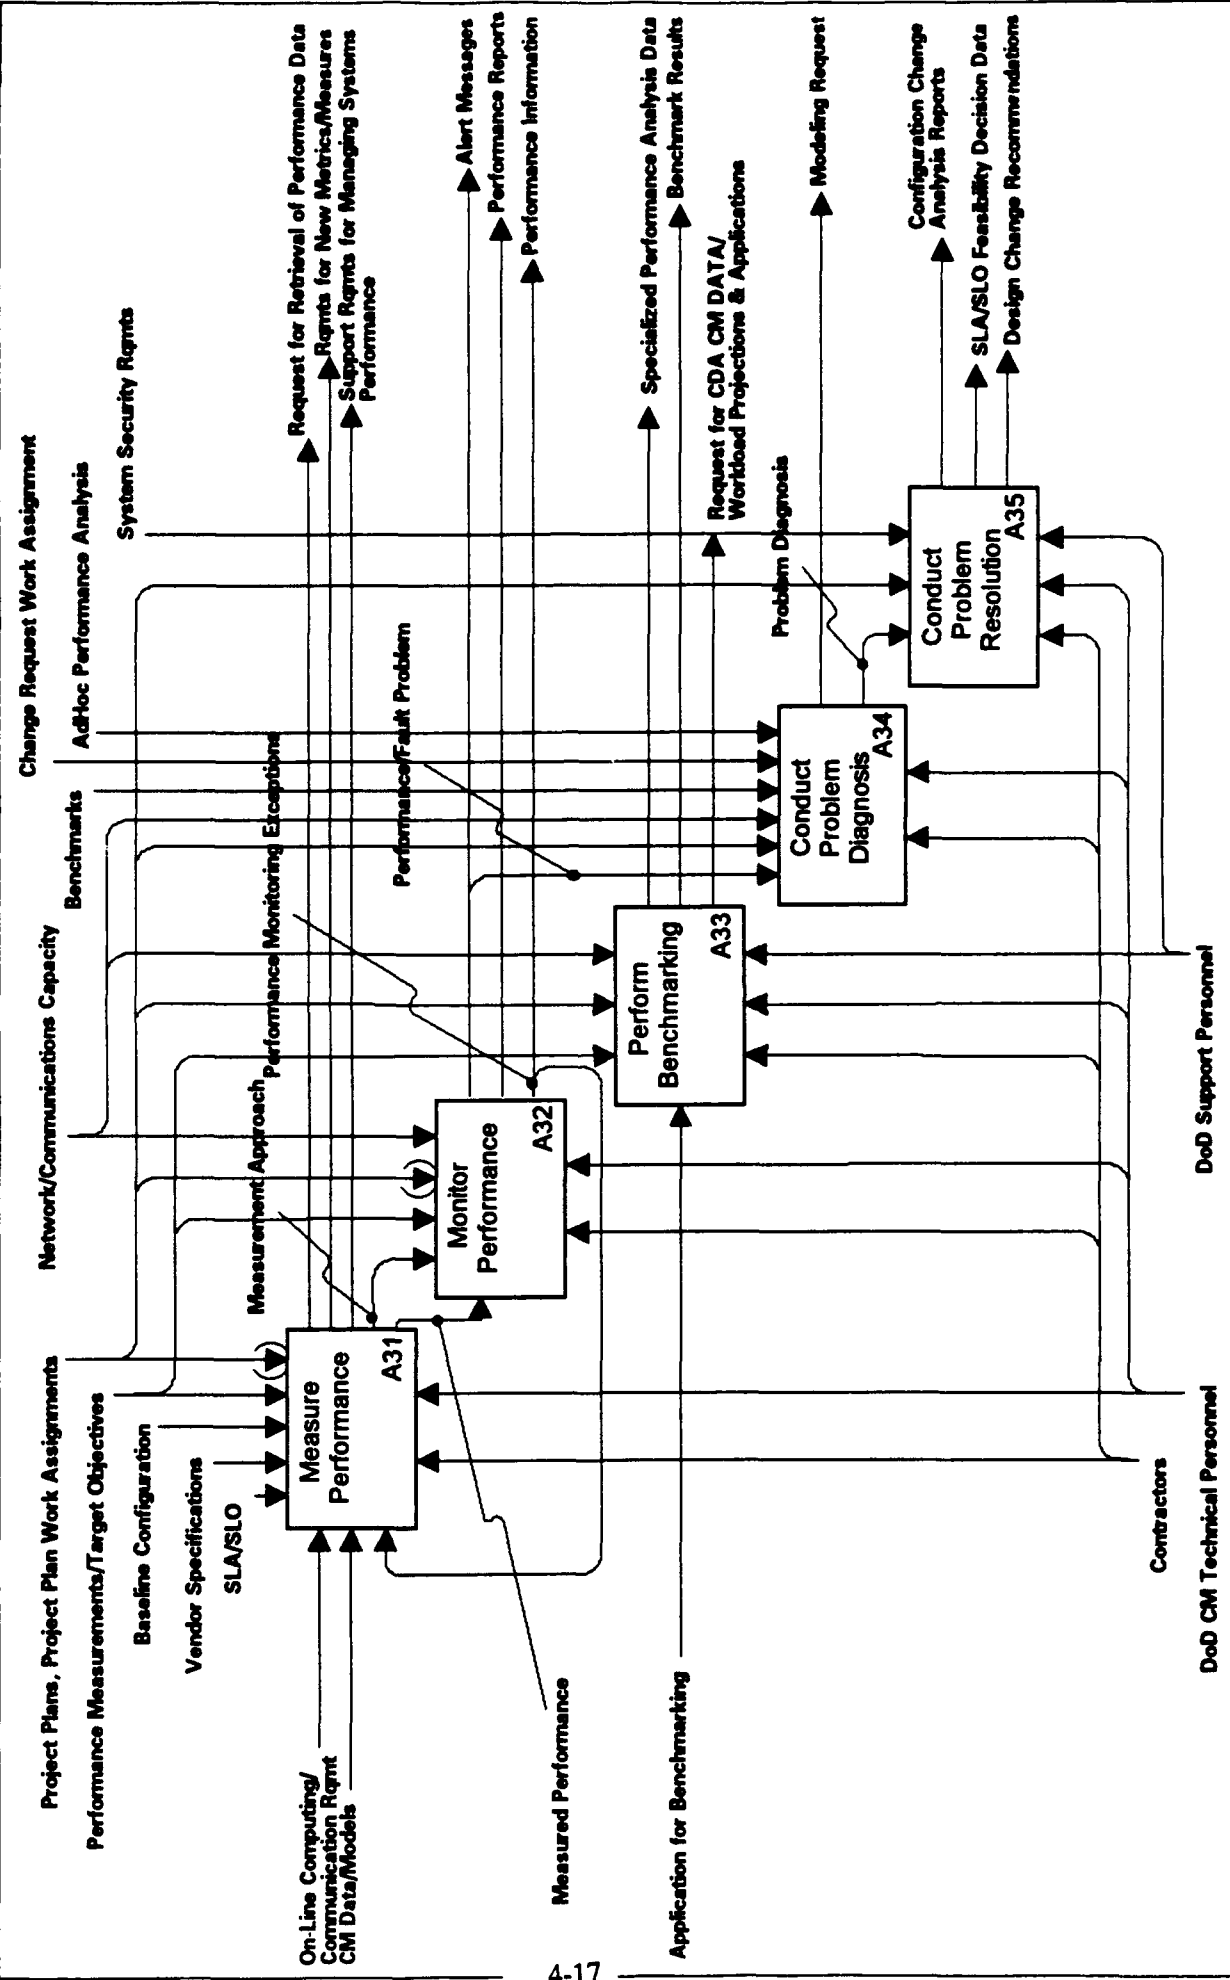 Project Plans, Project Plan Work Assignments
Performance Measurements/Target Objectives
Baseline Configuration
Vendor Specifications
SLA/SLO
Network/Communications Capacity
Benchmarks
Change Request Work Assignment
AdHoc Performance Analysis
System Security Rqmts
On-Line Computing/
Communication Rqmt
CM Data/Models
Measure
Performance
A31
Measurement Approach
Measured Performance
Request for Retrieval of Performance Data
Rqmts for New Metrics/Measures
Support Rqmts for Managing Systems
Performance
Monitor
Performance
A32
Performance Monitoring Exceptions
Performance/Fault Problem
Alert Messages
Performance Reports
Performance Information
Application for Benchmarking
Perform
Benchmarking
A33
Specialized Performance Analysis Data
Benchmark Results
Request for CDA CM DATA/
Workload Projections & Applications
Conduct
Problem
Diagnosis
A34
Problem Diagnosis
Modeling Request
Conduct
Problem
Resolution
A35
Configuration Change
Analysis Reports
SLA/SLO Feasibility Decision Data
Design Change Recommendations
Contractors
DoD CM Technical Personnel
DoD Support Personnel
4-17